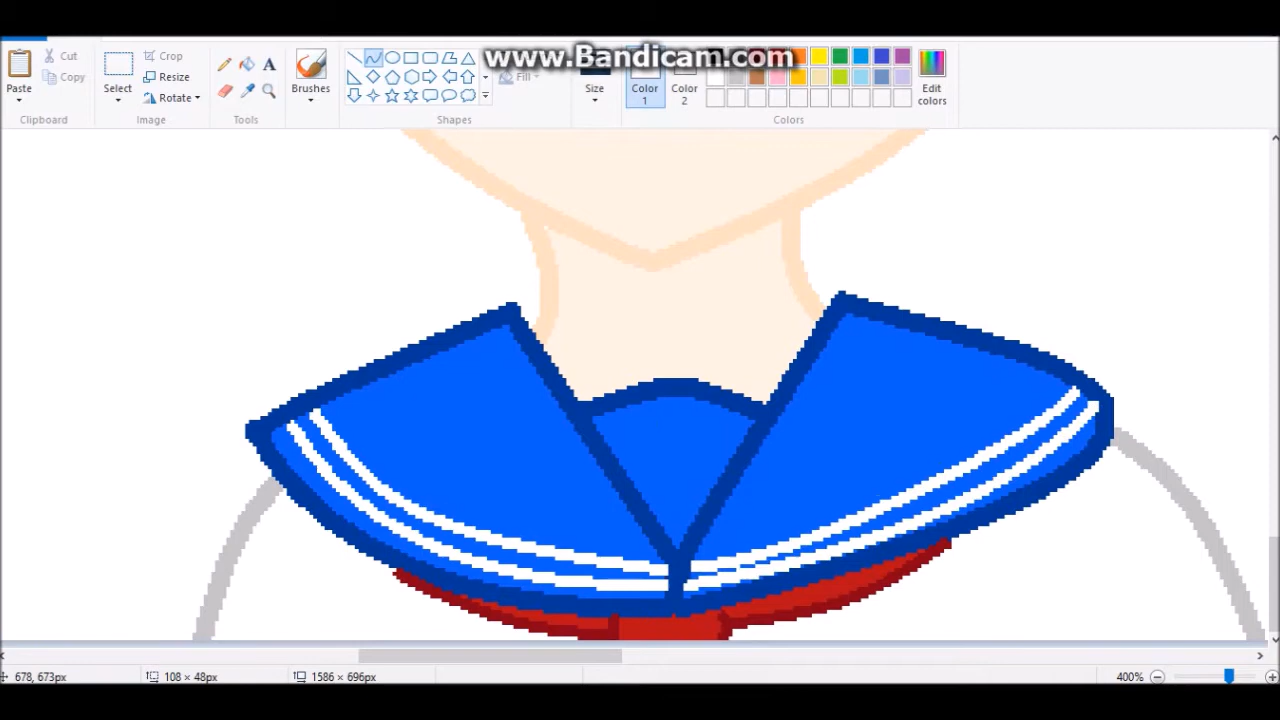 www.Bandicam.com
Paste
Cut
Copy
Clipboard
Select
Crop
Resize
Rotate
Image
A
Tools
Brushes
Shapes
Fill
Size
Color
1
Color
2
Edit
colors
Colors
678, 673px
108 × 48px
1586 × 696px
400%